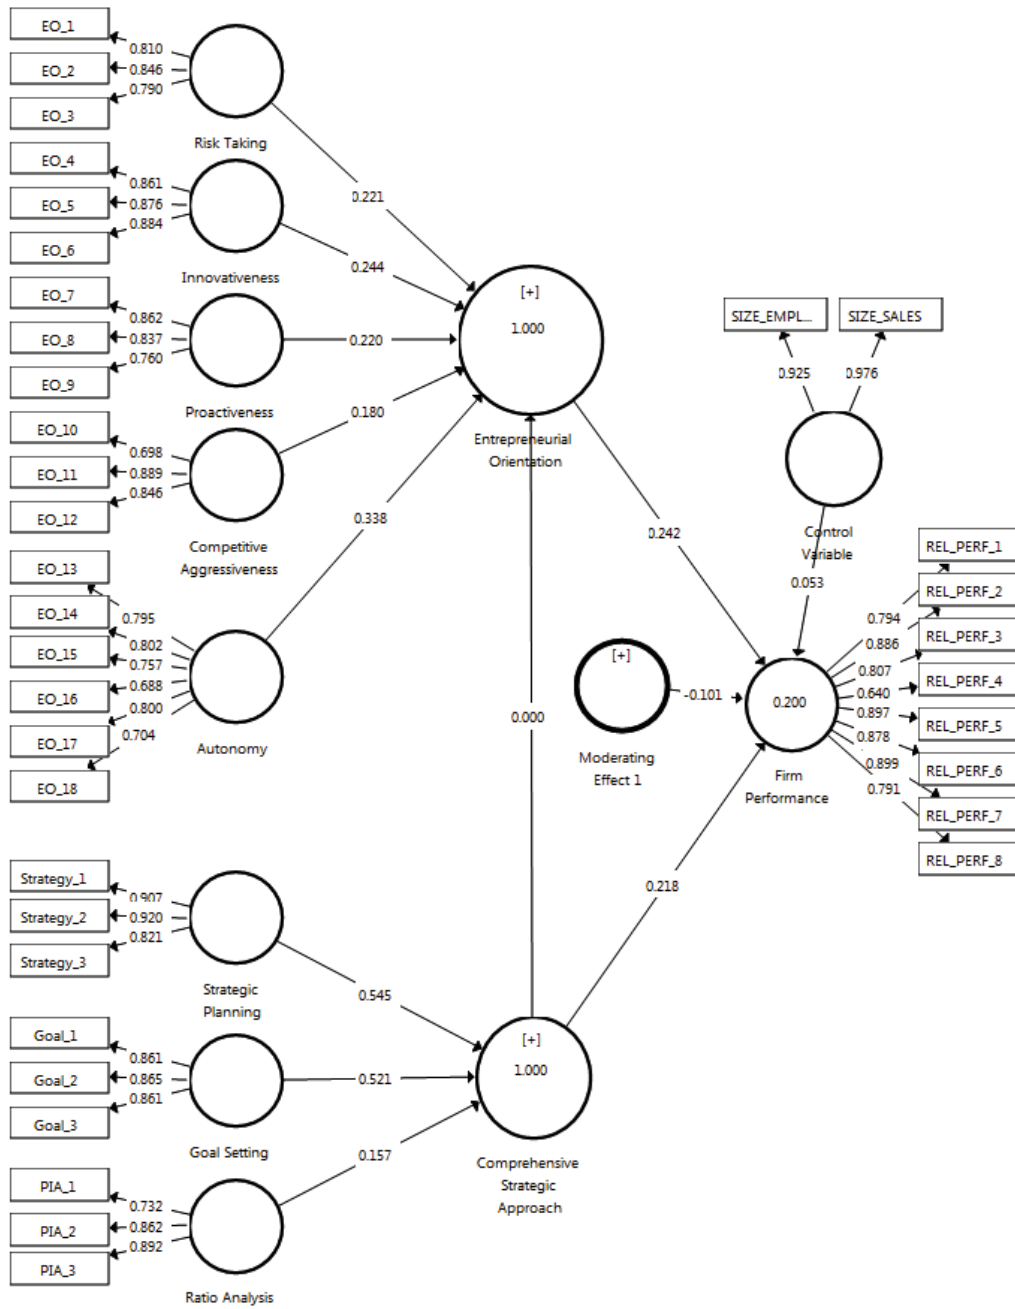 EO_1
0.810
EO_2
0.846
0.790
EO_3
Risk Taking
EO_4
0.861
EO_5
0.876
0.884
EO_6
Innovativeness
EO_7
0.862
EO_8
0.837
0.760
EO_9
Proactiveness
EO_10
0.698
EO_11
0.889
0.846
EO_12
Competitive
Aggressiveness
EO_13
0.795
EO_14
0.802
EO_15
0.757
0.688
EO_16
0.800
EO_17
0.704
Autonomy
EO_18
0.221
0.244
0.220
0.180
0.338
[+]
1.000
Entrepreneurial
Orientation
SIZE_EMPL...
SIZE_SALES
0.925
0.976
Control
Variable
0.053
0.242
[+]
-0.101
Moderating
Effect 1
0.000
0.200
Firm
Performance
REL_PERF_1
0.794
REL_PERF_2
0.886
REL_PERF_3
0.807
REL_PERF_4
0.640
0.897
REL_PERF_5
0.878
REL_PERF_6
0.899
0.791
REL_PERF_7
REL_PERF_8
0.218
Strategy_1
0.907
Strategy_2
0.920
0.821
Strategy_3
Strategic
Planning
0.545
Goal_1
0.861
Goal_2
0.865
0.861
Goal_3
Goal Setting
0.521
[+]
1.000
Comprehensive
Strategic
Approach
0.157
PIA_1
0.732
PIA_2
0.862
0.892
PIA_3
Ratio Analysis